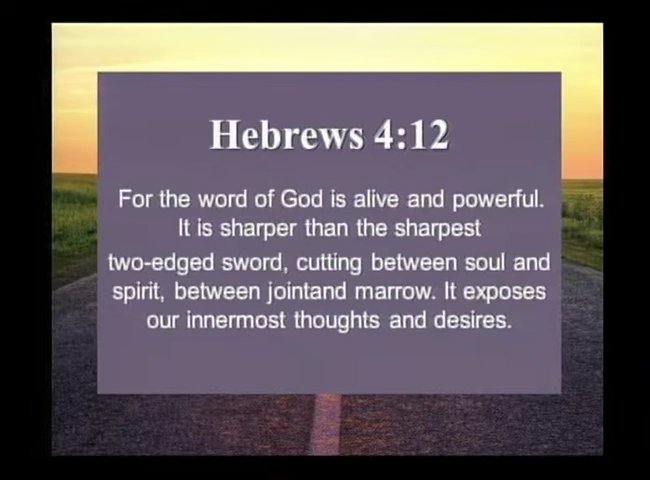 Hebrews 4:12
For the word of God is alive and powerful.
It is sharper than the sharpest
two-edged sword, cutting between soul and
spirit, between jointand marrow. It exposes
our innermost thoughts and desires.